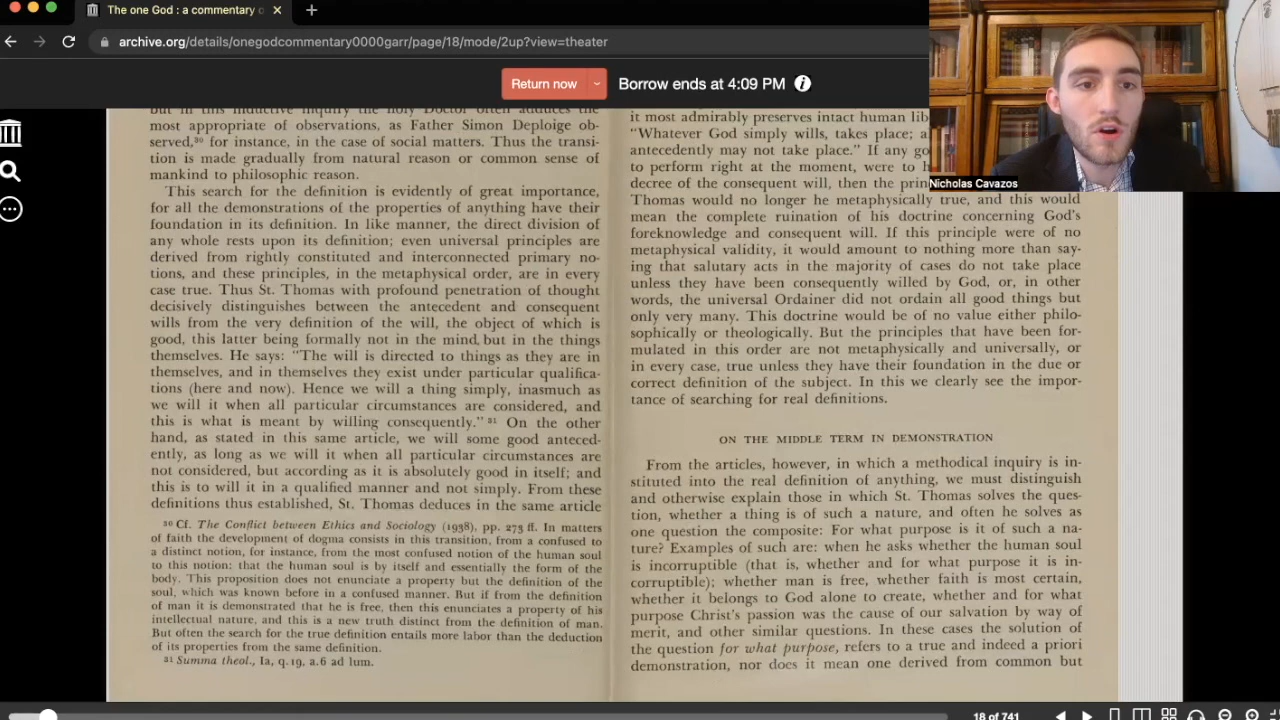 The one God : a commentary o
archive.org/details/onegodcommentary0000garr/page/18/mode/2up?view=theater
Return now
Borrow ends at 4:09 PM
but in this inductive inquiry the holy Doctor often adduces the
most appropriate of observations, as Father Simon Deploige ob-
served,³⁰ for instance, in the case of social matters. Thus the transi-
tion is made gradually from natural reason or common sense of
mankind to philosophic reason.
This search for the definition is evidently of great importance,
for all the demonstrations of the properties of anything have their
foundation in its definition. In like manner, the direct division of
any whole rests upon its definition; even universal principles are
derived from rightly constituted and interconnected primary no-
tions, and these principles, in the metaphysical order, are in every
case true. Thus St. Thomas with profound penetration of thought
decisively distinguishes between the antecedent and consequent
wills from the very definition of the will, the object of which is
good, this latter being formally not in the mind, but in the things
themselves. He says: "The will is directed to things as they are in
themselves, and in themselves they exist under particular qualifica-
tions (here and now). Hence we will a thing simply, inasmuch as
we will it when all particular circumstances are considered, and
this is what is meant by willing consequently." ³¹ On the other
hand, as stated in this same article, we will some good anteced-
ently, as long as we will it when all particular circumstances are
not considered, but according as it is absolutely good in itself; and
this is to will it in a qualified manner and not simply. From these
definitions thus established, St. Thomas deduces in the same article
³⁰ Cf. The Conflict between Ethics and Sociology (1938), pp. 273 ff. In matters
of faith the development of dogma consists in this transition, from a confused to
a distinct notion, for instance, from the most confused notion of the human soul
to this notion: that the human soul is by itself and essentially the form of the
body. This proposition does not enunciate a property but the definition of the
soul, which was known before in a confused manner. But if from the definition
of man it is demonstrated that he is free, then this enunciates a property of his
intellectual nature, and this is a new truth distinct from the definition of man.
But often the search for the true definition entails more labor than the deduction
of its properties from the same definition.
³¹ Summa theol., Ia, q. 19, a.6 ad lum.
it most admirably preserves intact human lib
"Whatever God simply wills, takes place; a
antecedently may not take place." If any go
to perform right at the moment, were to h
decree of the consequent will, then the prin
Thomas would no longer he metaphysically true, and this would
mean the complete ruination of his doctrine concerning God's
foreknowledge and consequent will. If this principle were of no
metaphysical validity, it would amount to nothing more than say-
ing that salutary acts in the majority of cases do not take place
unless they have been consequently willed by God, or, in other
words, the universal Ordainer did not ordain all good things but
only very many. This doctrine would be of no value either philo-
sophically or theologically. But the principles that have been for-
mulated in this order are not metaphysically and universally, or
in every case, true unless they have their foundation in the due or
correct definition of the subject. In this we clearly see the impor-
tance of searching for real definitions.
ON THE MIDDLE TERM IN DEMONSTRATION
From the articles, however, in which a methodical inquiry is in-
stituted into the real definition of anything, we must distinguish
and otherwise explain those in which St. Thomas solves the ques-
tion, whether a thing is of such a nature, and often he solves as
one question the composite: For what purpose is it of such a na-
ture? Examples of such are: when he asks whether the human soul
is incorruptible (that is, whether and for what purpose it is in-
corruptible); whether man is free, whether faith is most certain,
whether it belongs to God alone to create, whether and for what
purpose Christ's passion was the cause of our salvation by way of
merit, and other similar questions. In these cases the solution of
the question for what purpose, refers to a true and indeed a priori
demonstration, nor does it mean one derived from common but
Nicholas Cavazos
18 of 741